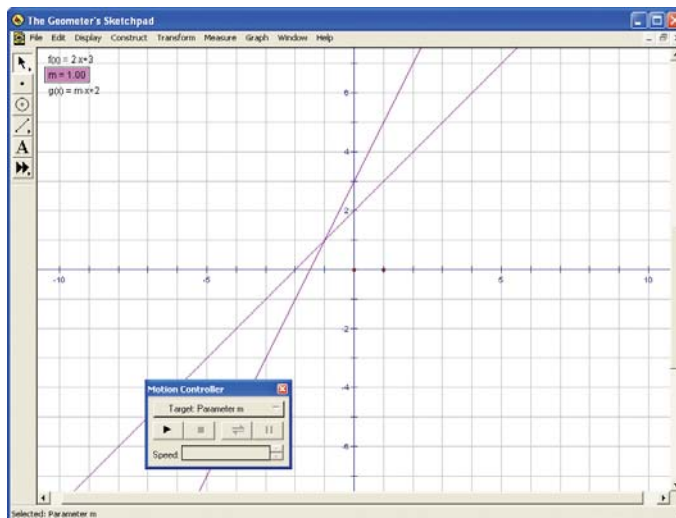 The Geometer's Sketchpad
File Edit Display Construct Transform Measure Graph Window Help
f(x) = 2·x+3
m = 1.00
g(x) = m·x+2
A
6
4
2
-10 -5 5 10
-2
-4
-6
Motion Controller
Target: Parameter m
Speed:
Selected: Parameter m